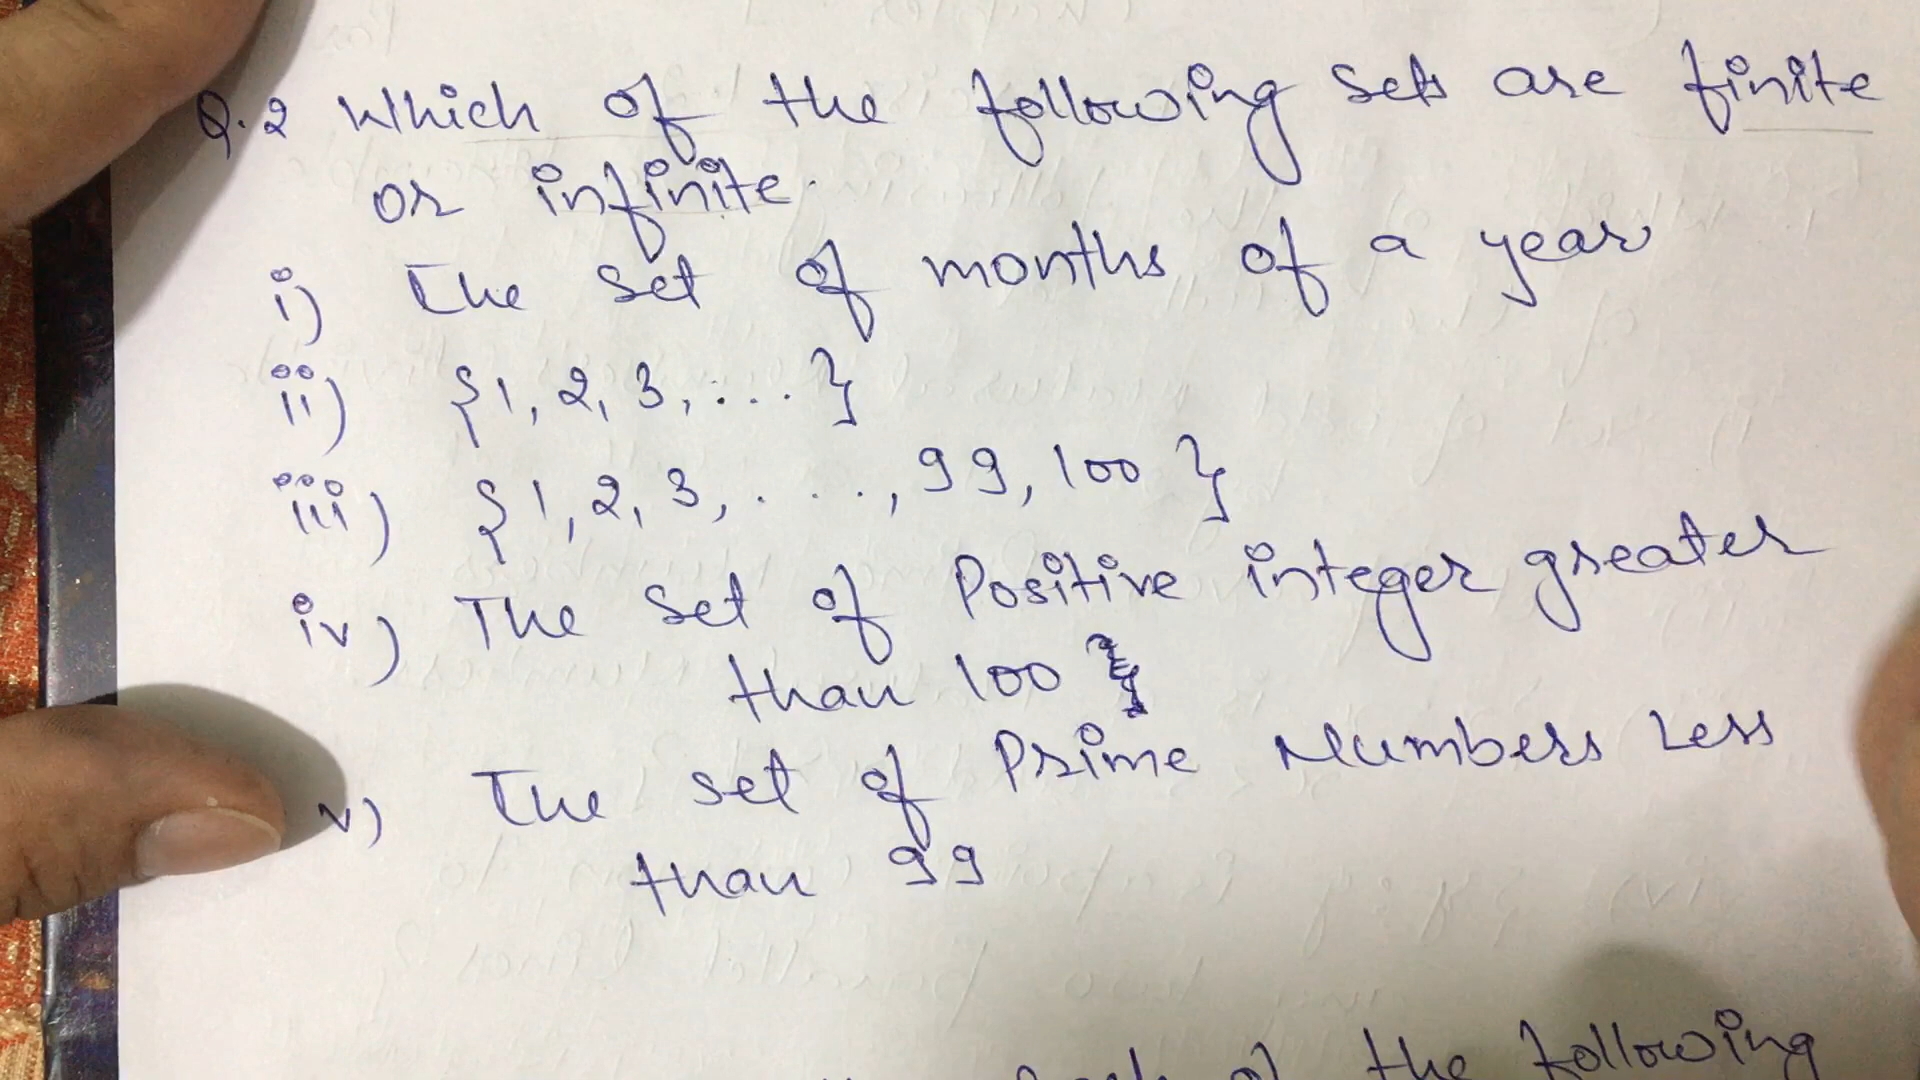 Q.2 Which of the following sets are finite
or infinite.
i) The set of months of a year
ii) {1, 2, 3, .... }
iii) {1, 2, 3, . . ., 99, 100 }
iv) The set of Positive integer greater
than 100
v) The set of Prime Numbers Less
than 99
of the following